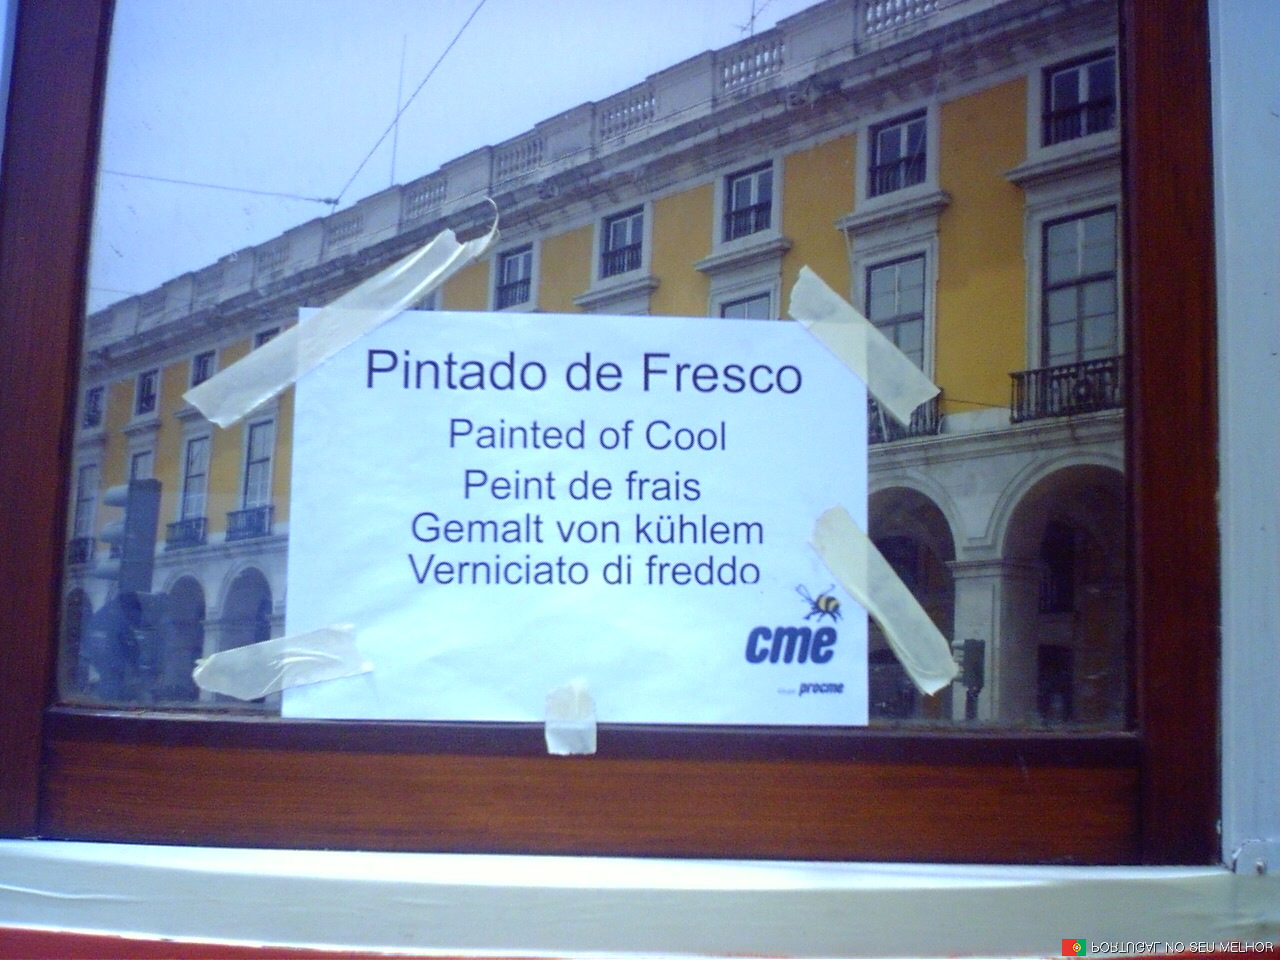 Pintado de Fresco
Painted of Cool
Peint de frais
Gemalt von kühlem
Verniciato di freddo
cme
procme
PORTUGAL NO SEU MELHOR